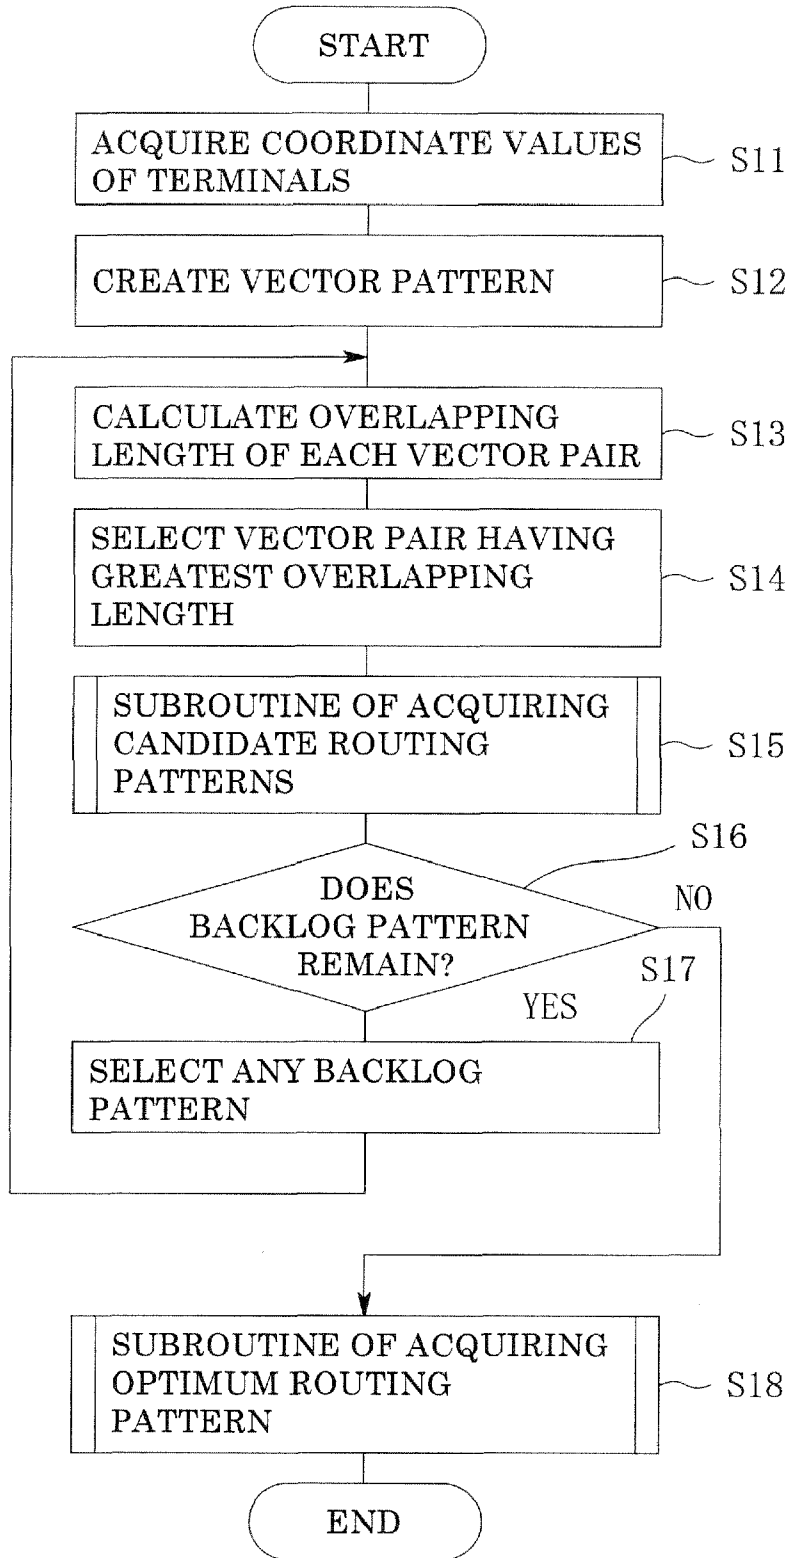 START
ACQUIRE COORDINATE VALUES
OF TERMINALS
S11
CREATE VECTOR PATTERN
S12
CALCULATE OVERLAPPING
LENGTH OF EACH VECTOR PAIR
S13
SELECT VECTOR PAIR HAVING
GREATEST OVERLAPPING
LENGTH
S14
SUBROUTINE OF ACQUIRING
CANDIDATE ROUTING
PATTERNS
S15
S16
DOES
BACKLOG PATTERN
REMAIN?
NO
YES
S17
SELECT ANY BACKLOG
PATTERN
SUBROUTINE OF ACQUIRING
OPTIMUM ROUTING
PATTERN
S18
END